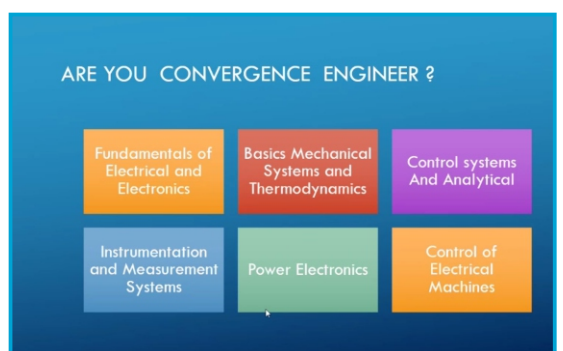 ARE YOU CONVERGENCE ENGINEER ?
Fundamentals of
Electrical and
Electronics
Basics Mechanical
Systems and
Thermodynamics
Control systems
And Analytical
Instrumentation
and Measurement
Systems
Power Electronics
Control of
Electrical
Machines